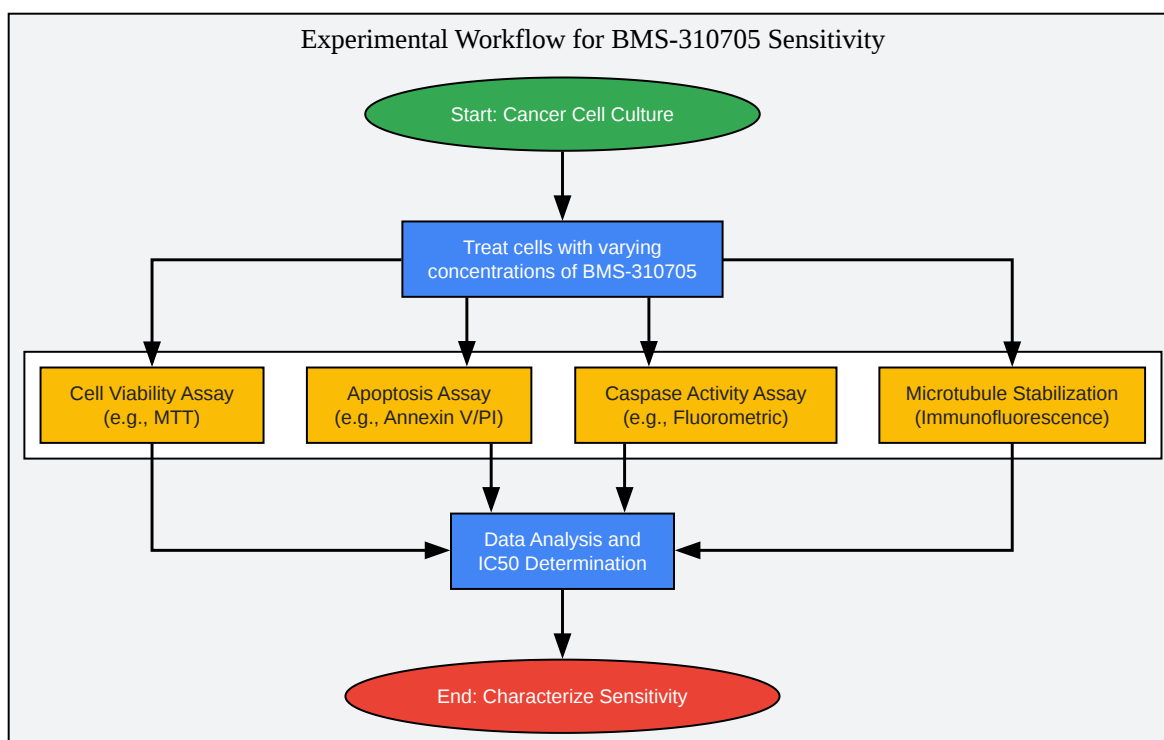 Experimental Workflow for BMS-310705 Sensitivity
Start: Cancer Cell Culture
Treat cells with varying
concentrations of BMS-310705
Cell Viability Assay
(e.g., MTT)
Apoptosis Assay
(e.g., Annexin V/PI)
Caspase Activity Assay
(e.g., Fluorometric)
Microtubule Stabilization
(Immunofluorescence)
Data Analysis and
IC50 Determination
End: Characterize Sensitivity